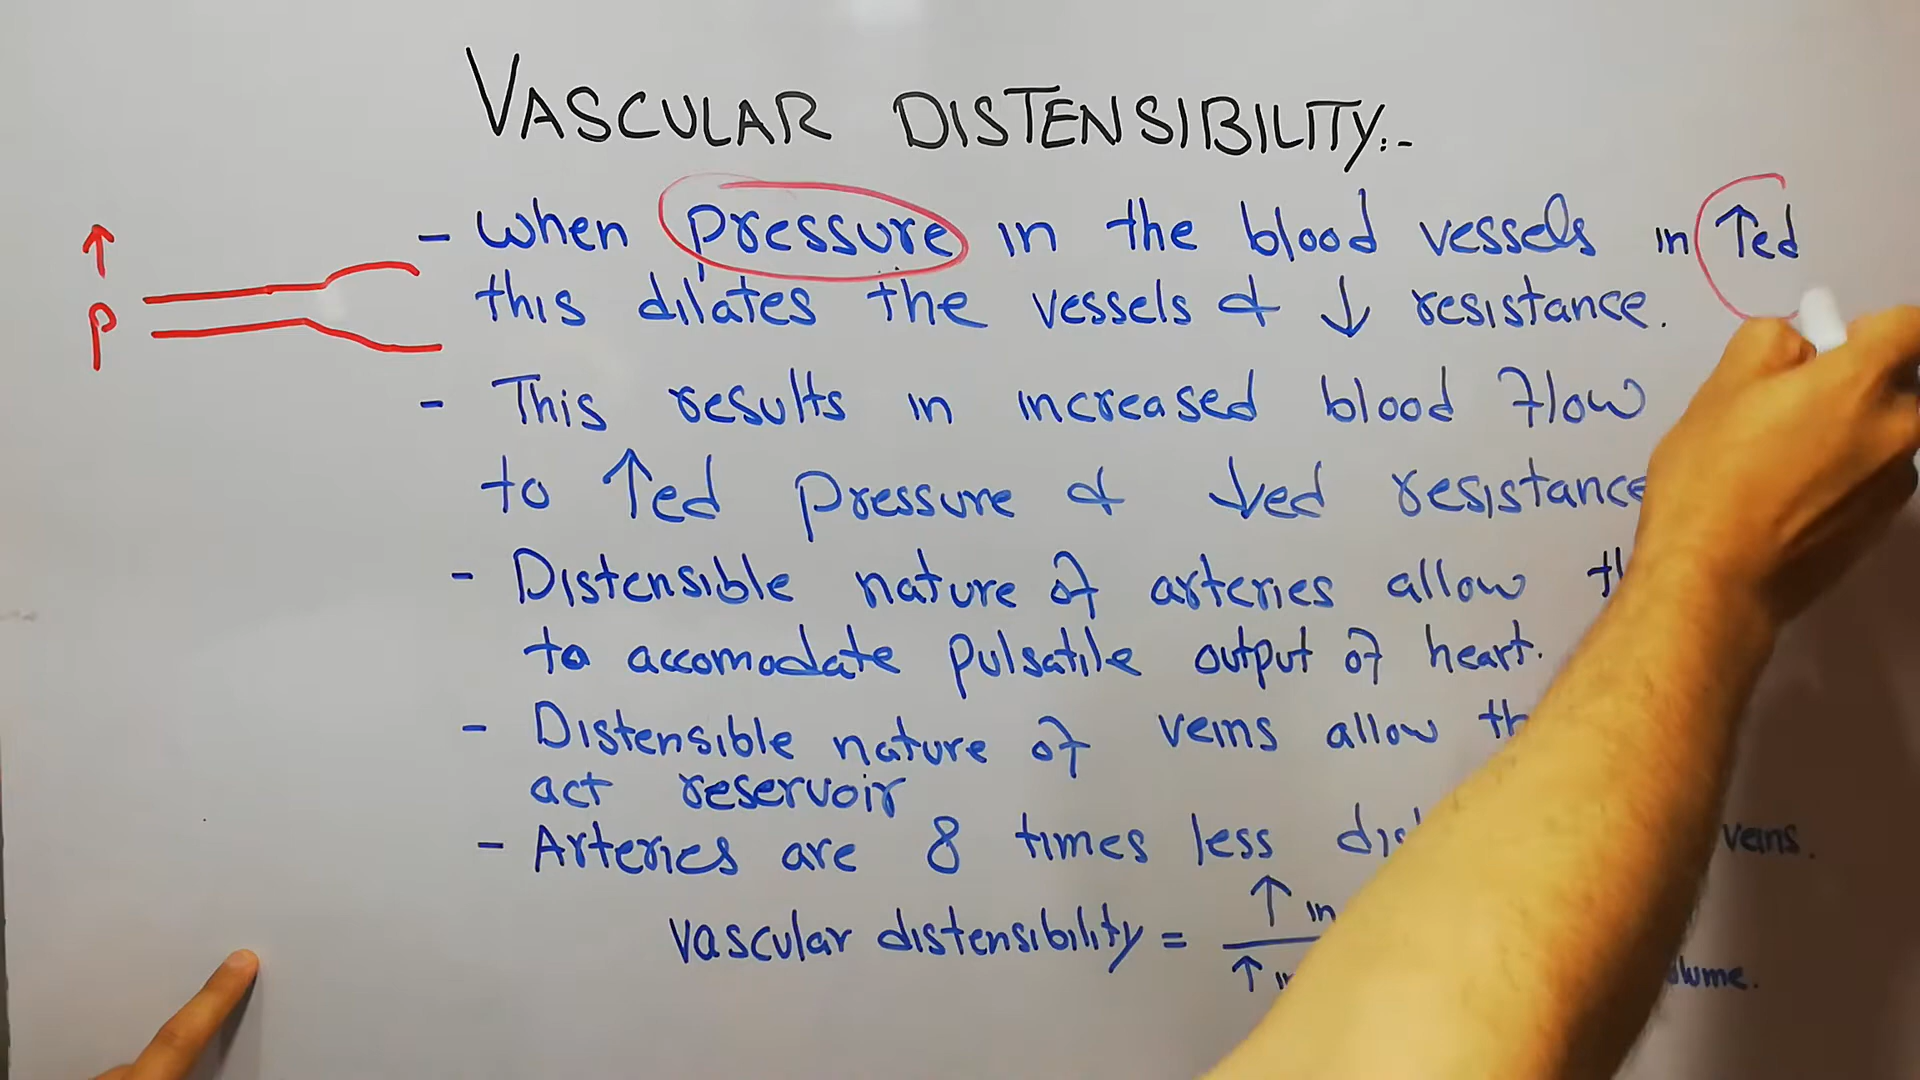 VASCULAR DISTENSIBILITY:-
- When pressure in the blood vessels in ↑ed
this dilates the vessels & ↓ resistance.
- This results in increased blood flow
to ↑ed pressure & ↓ed resistance
- Distensible nature of arteries allow
to accomodate pulsatile output of heart.
- Distensible nature of veins allow
act reservoir
- Arteries are 8 times less veins.
Vascular distensibility = ↑ in
↑ in
↑
P